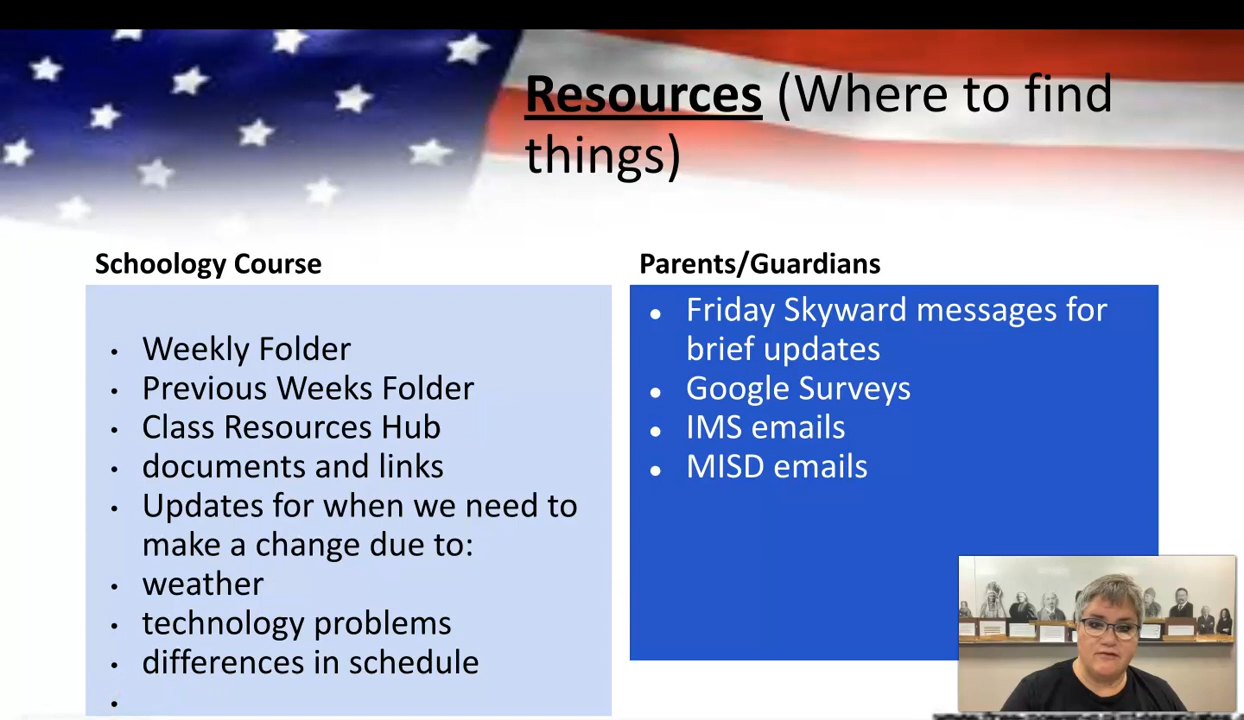 Resources (Where to find
things)
Schoology Course
Weekly Folder
Previous Weeks Folder
Class Resources Hub
documents and links
Updates for when we need to
make a change due to:
weather
technology problems
differences in schedule
Parents/Guardians
Friday Skyward messages for
brief updates
Google Surveys
IMS emails
MISD emails